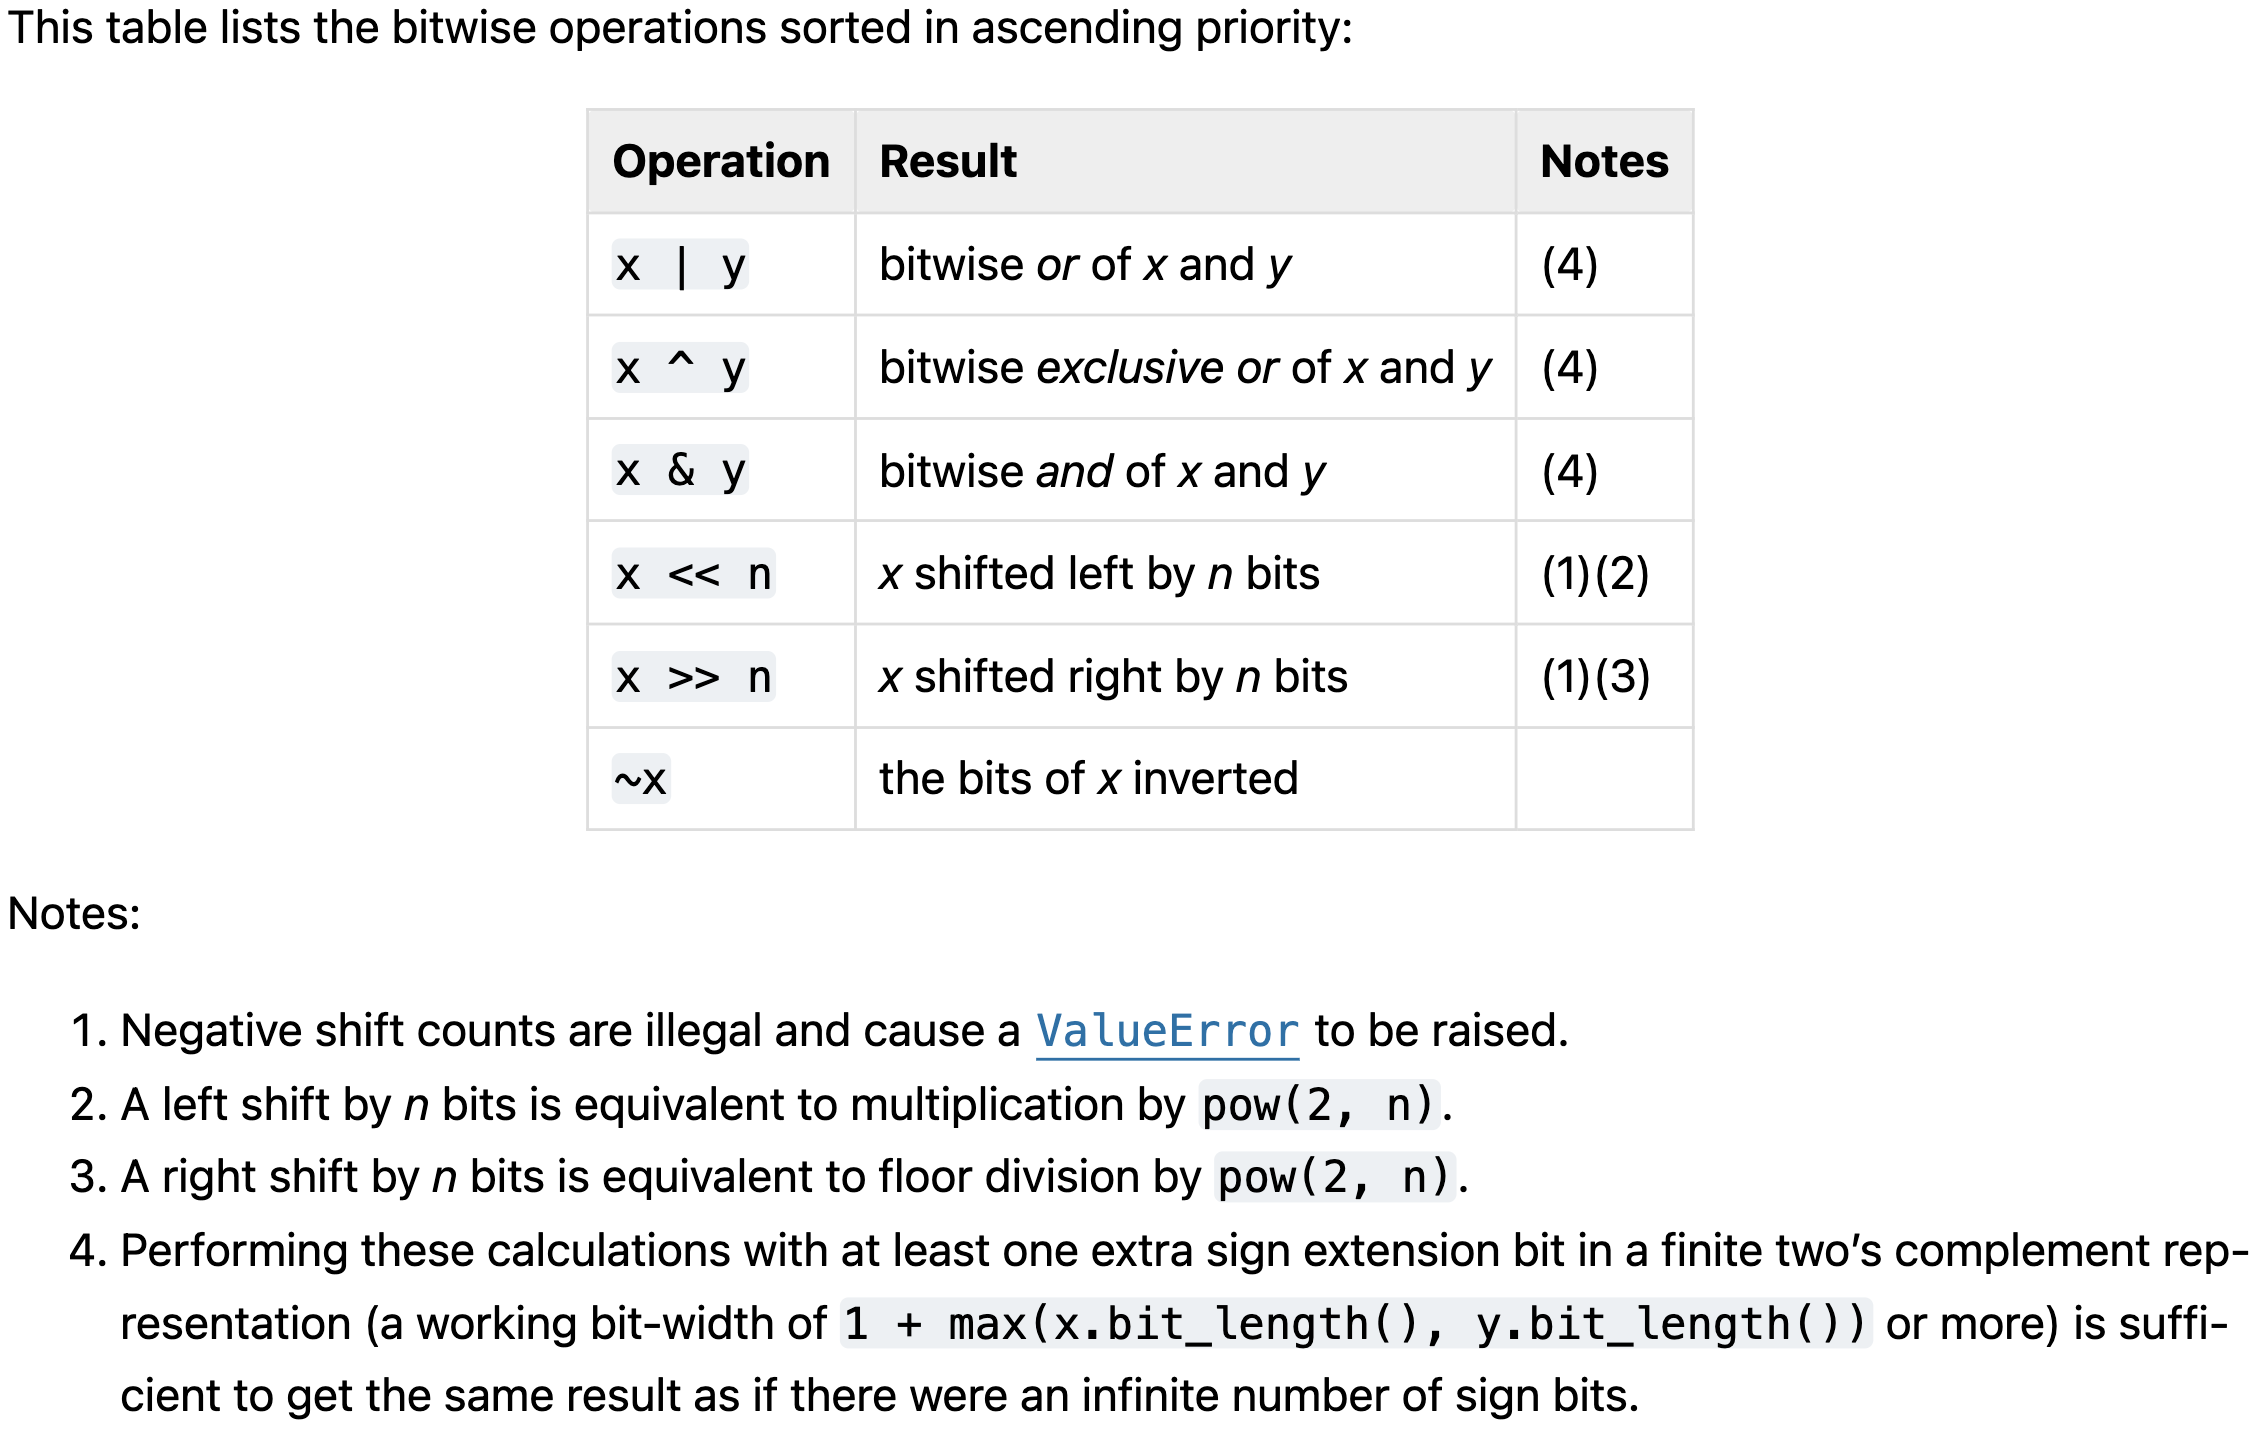 This table lists the bitwise operations sorted in ascending priority:
Operation Result Notes
x | y bitwise or of x and y (4)
x ^ y bitwise exclusive or of x and y (4)
x & y bitwise and of x and y (4)
x << n x shifted left by n bits (1)(2)
x >> n x shifted right by n bits (1)(3)
~x the bits of x inverted
Notes:
1. Negative shift counts are illegal and cause a ValueError to be raised.
2. A left shift by n bits is equivalent to multiplication by pow(2, n).
3. A right shift by n bits is equivalent to floor division by pow(2, n).
4. Performing these calculations with at least one extra sign extension bit in a finite two’s complement rep-
resentation (a working bit-width of 1 + max(x.bit_length(), y.bit_length()) or more) is suffi-
cient to get the same result as if there were an infinite number of sign bits.